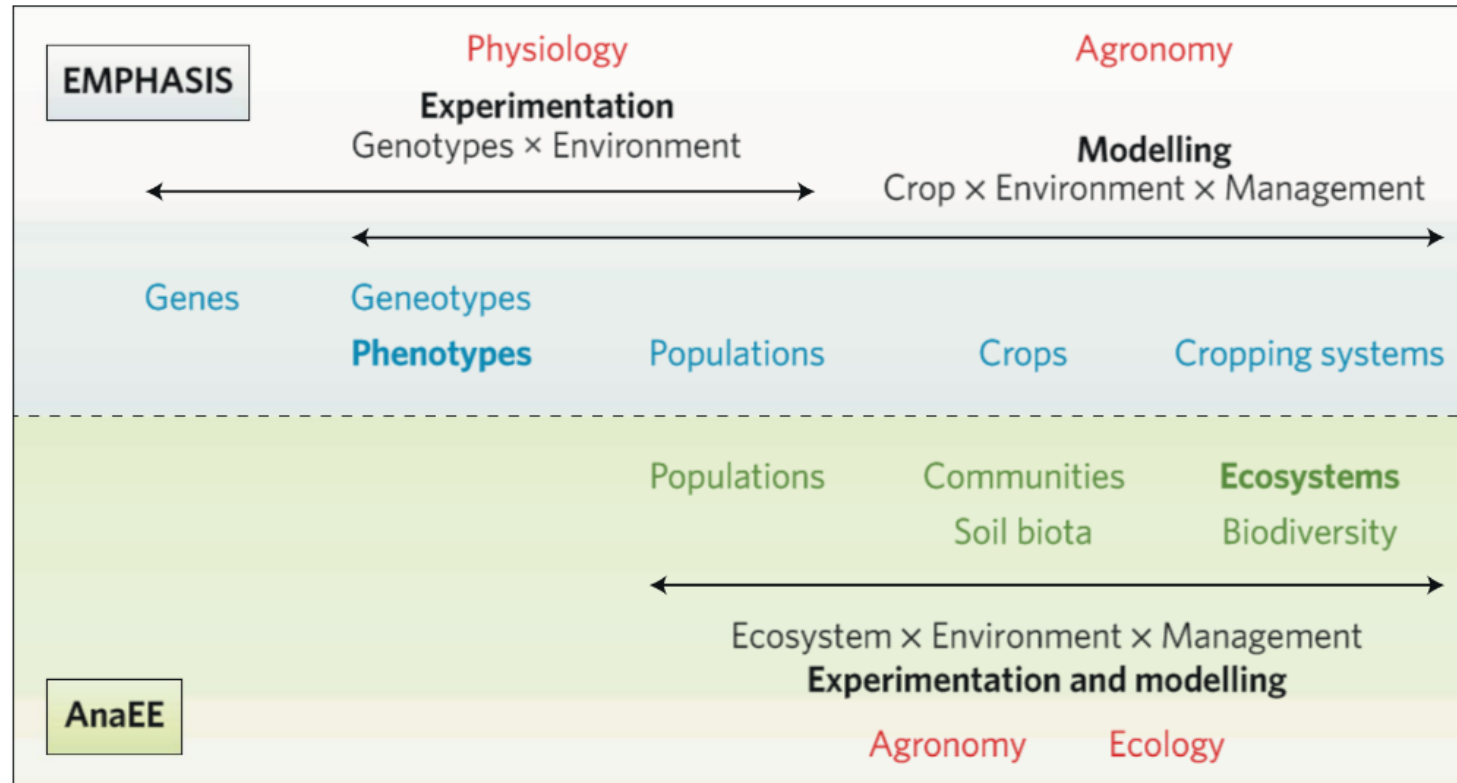 EMPHASIS
Physiology
Agronomy
Experimentation
Genotypes × Environment
Modelling
Crop × Environment × Management
Genes
Geneotypes
Phenotypes
Populations
Crops
Cropping systems
Populations
Communities
Ecosystems
Soil biota
Biodiversity
Ecosystem × Environment × Management
Experimentation and modelling
AnaEE
Agronomy
Ecology